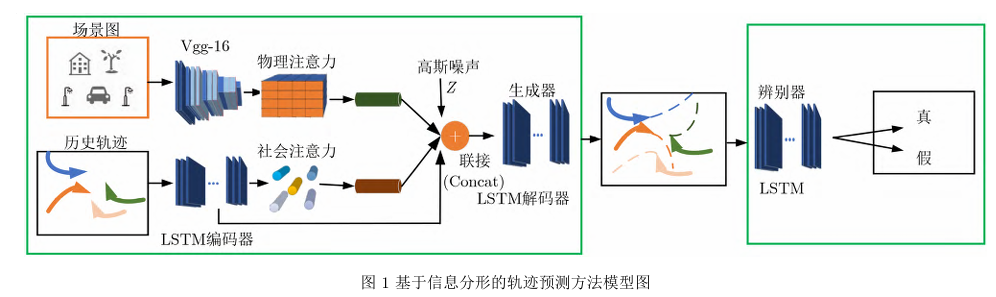 场景图
Vgg-16
物理注意力
高斯噪声
Z
生成器
辨别器
真
假
历史轨迹
社会注意力
联接
(Concat)
LSTM解码器
LSTM
LSTM编码器
图 1 基于信息分形的轨迹预测方法模型图